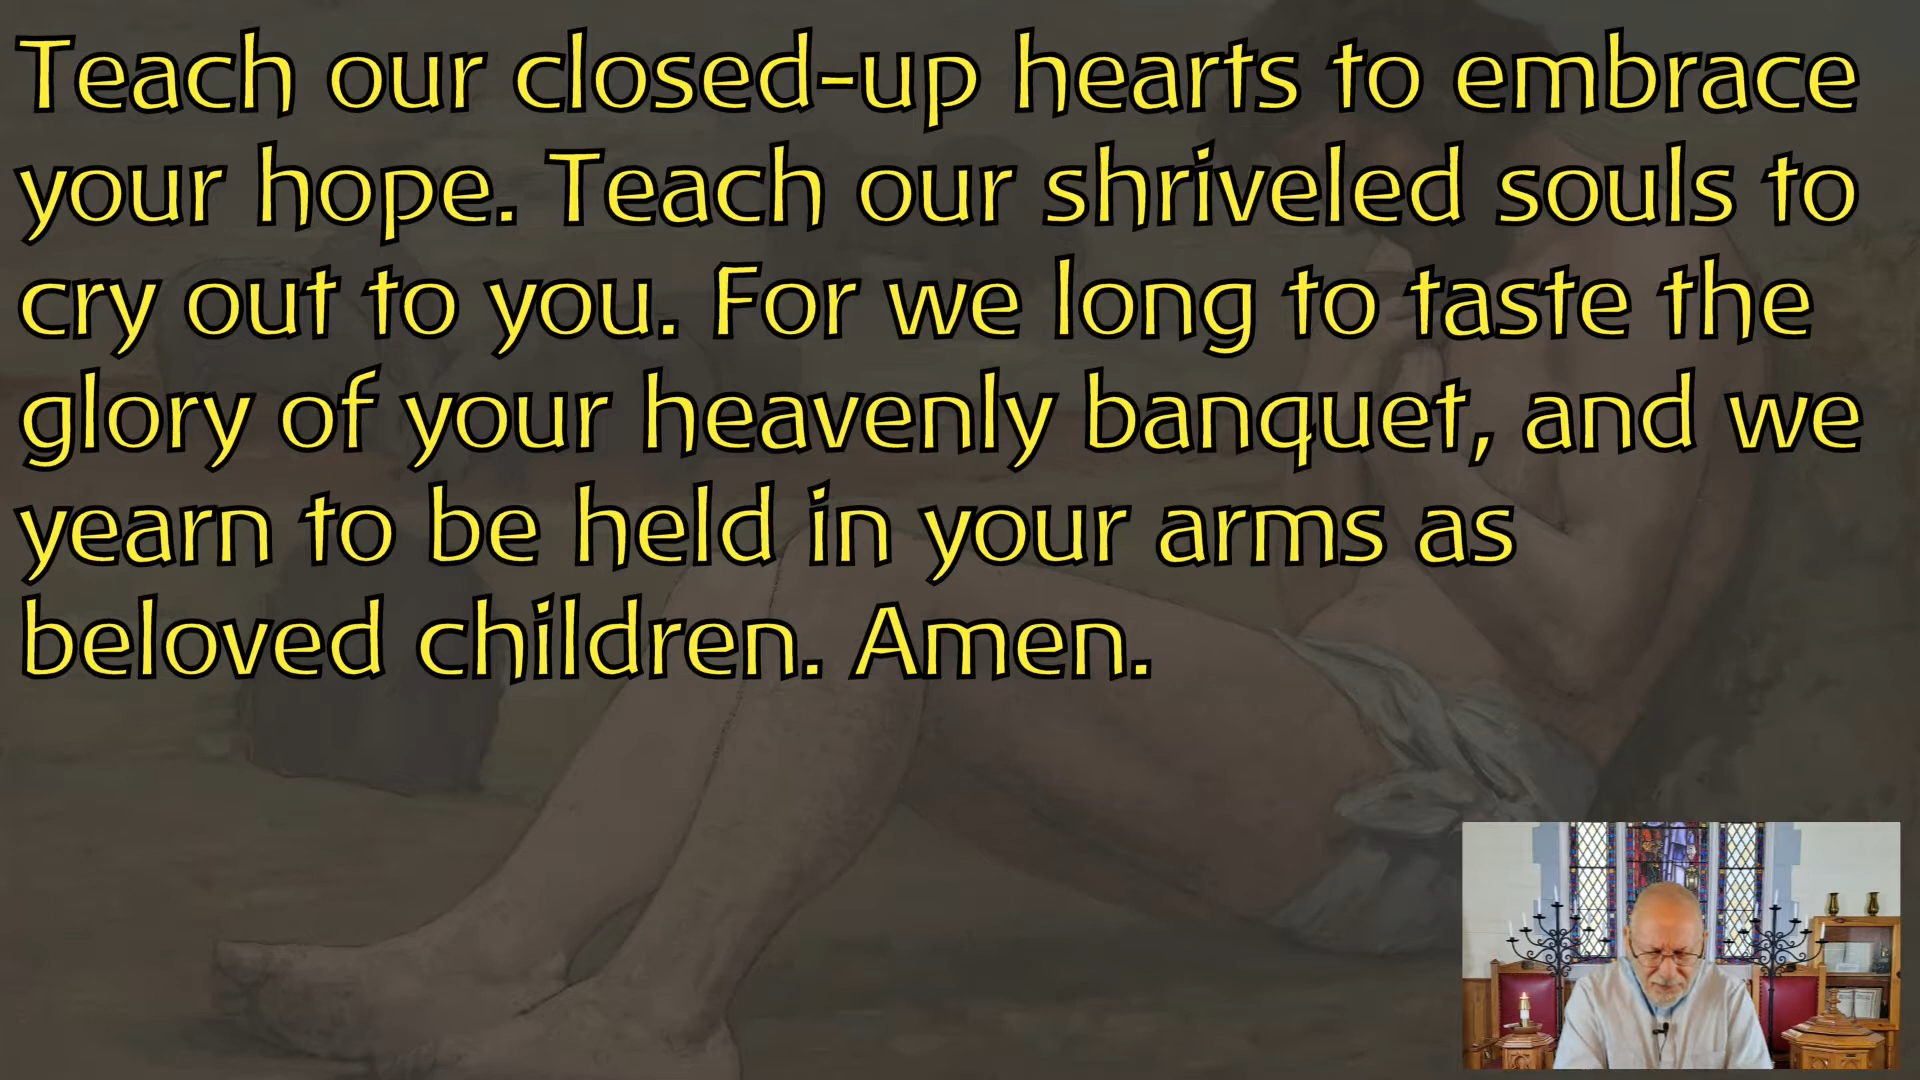 Teach our closed-up hearts to embrace
your hope. Teach our shriveled souls to
cry out to you. For we long to taste the
glory of your heavenly banquet, and we
yearn to be held in your arms as
beloved children. Amen.